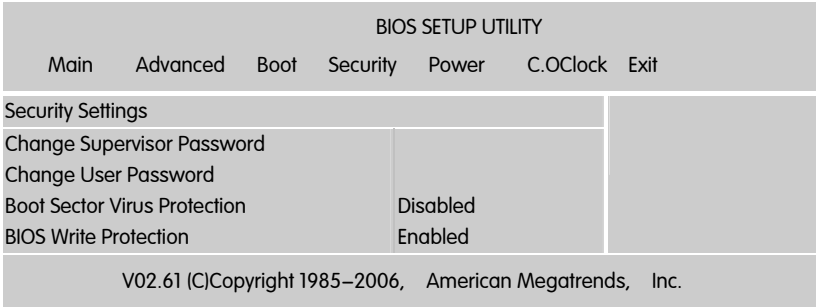 BIOS SETUP UTILITY
Main Advanced Boot Security Power C.OClock Exit
Security Settings
Change Supervisor Password
Change User Password
Boot Sector Virus Protection Disabled
BIOS Write Protection Enabled
V02.61 (C)Copyright 1985–2006, American Megatrends, Inc.